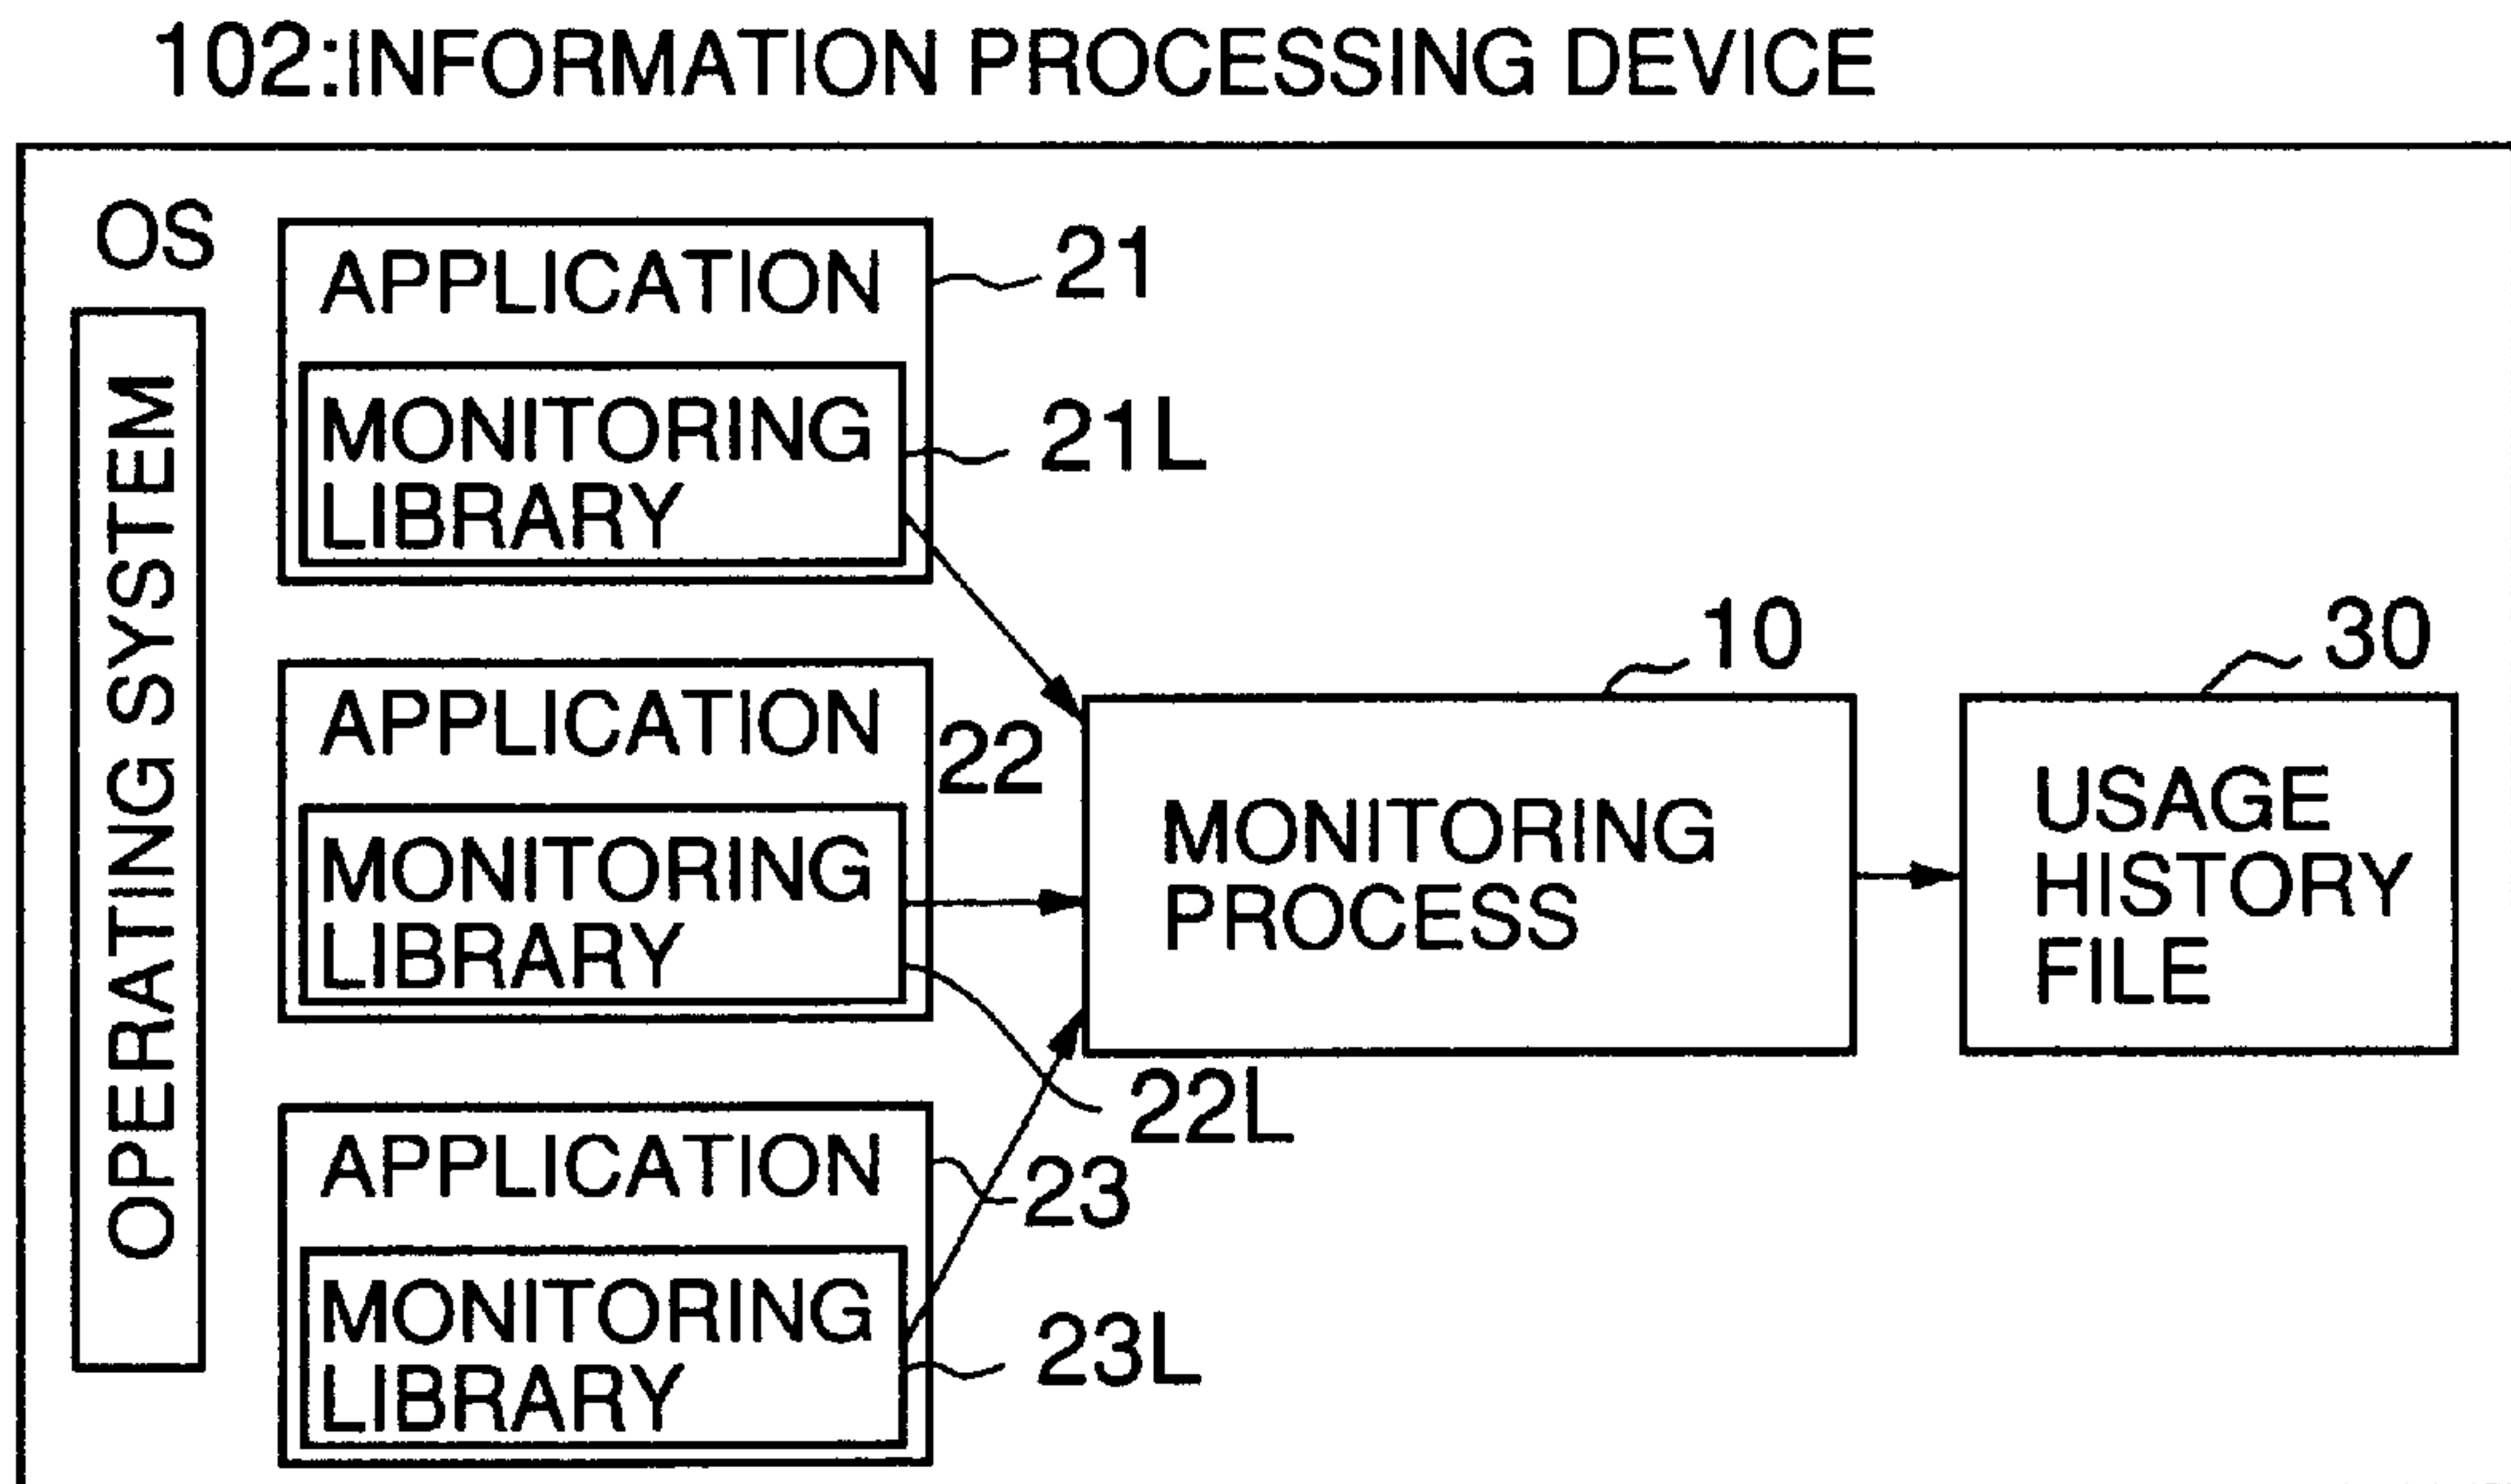 102:INFORMATION PROCESSING DEVICE
OS
OPERATING SYSTEM
APPLICATION
21
MONITORING
LIBRARY
21L
APPLICATION
22
MONITORING
LIBRARY
22L
APPLICATION
23
MONITORING
LIBRARY
23L
10
MONITORING
PROCESS
30
USAGE
HISTORY
FILE